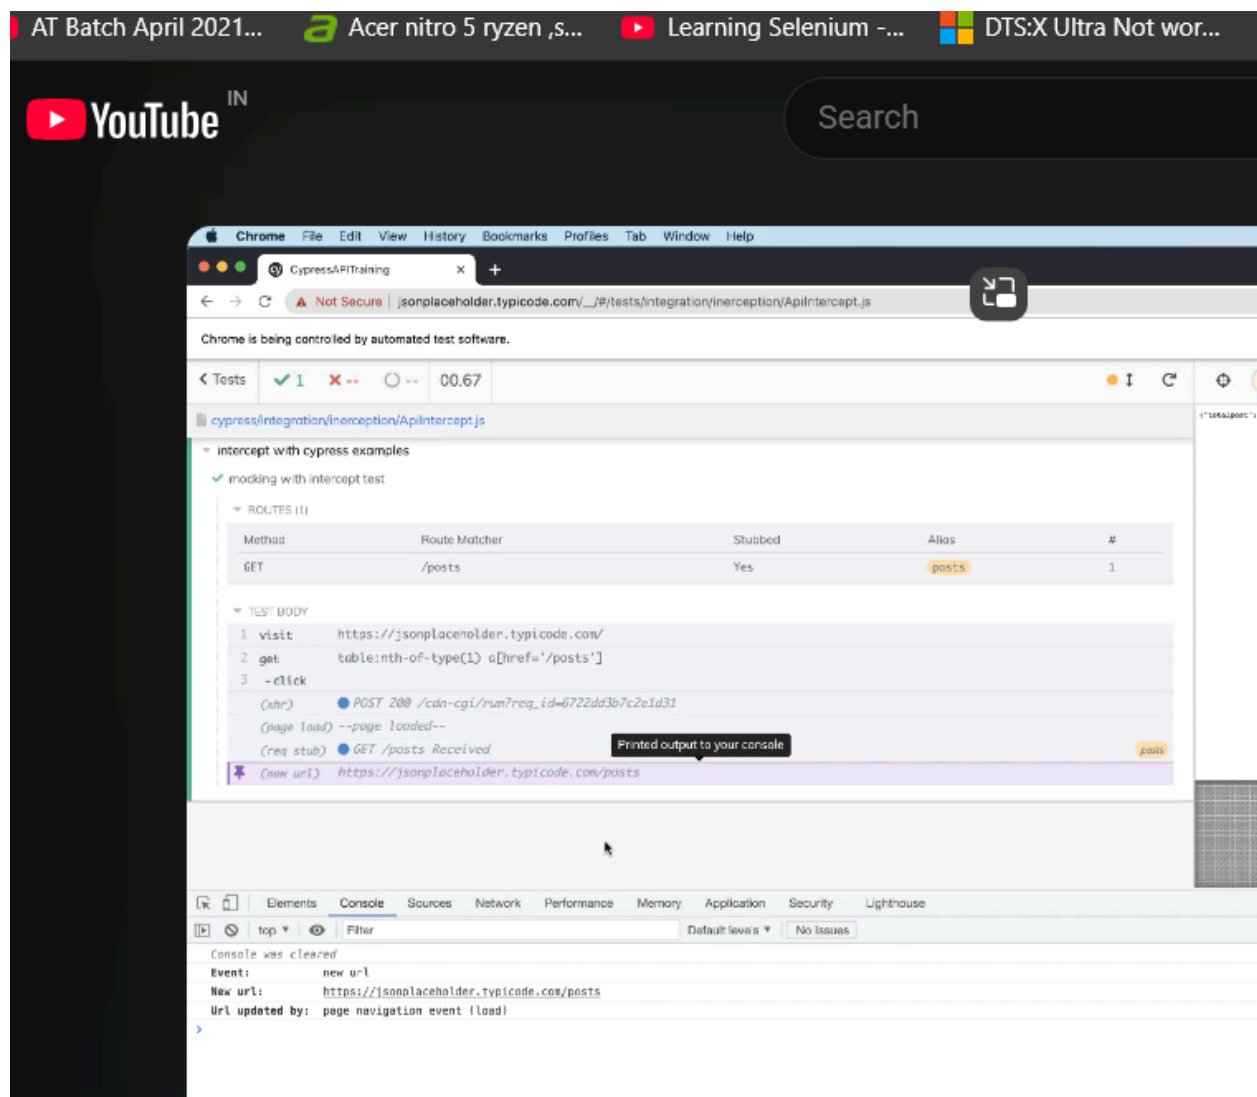 AT Batch April 2021... Acer nitro 5 ryzen ,s... Learning Selenium -... DTS:X Ultra Not wor...
YouTube IN Search
Chrome File Edit View History Bookmarks Profiles Tab Window Help
CypressAPITraining × +
Not Secure | jsonplaceholder.typicode.com/__/#/tests/integration/inerception/ApiIntercept.js
Chrome is being controlled by automated test software.
< Tests 1 -- -- 00.67
cypress/integration/inerception/ApiIntercept.js
{"totalpost":
intercept with cypress examples
mocking with intercept test
ROUTES (1)
Method Route Matcher Stubbed Alias #
GET /posts Yes posts 1
TEST BODY
1 visit https://jsonplaceholder.typicode.com/
2 get table:nth-of-type(1) a[href='/posts']
3 -click
(xhr) POST 200 /cdn-cgi/rum?req_id=6722dd3b7c2e1d31
(page load) --page loaded--
(req stub) GET /posts Received Printed output to your console posts
(new url) https://jsonplaceholder.typicode.com/posts
Elements Console Sources Network Performance Memory Application Security Lighthouse
top Filter Default levels No Issues
Console was cleared
Event: new url
New url: https://jsonplaceholder.typicode.com/posts
Url updated by: page navigation event (load)
>